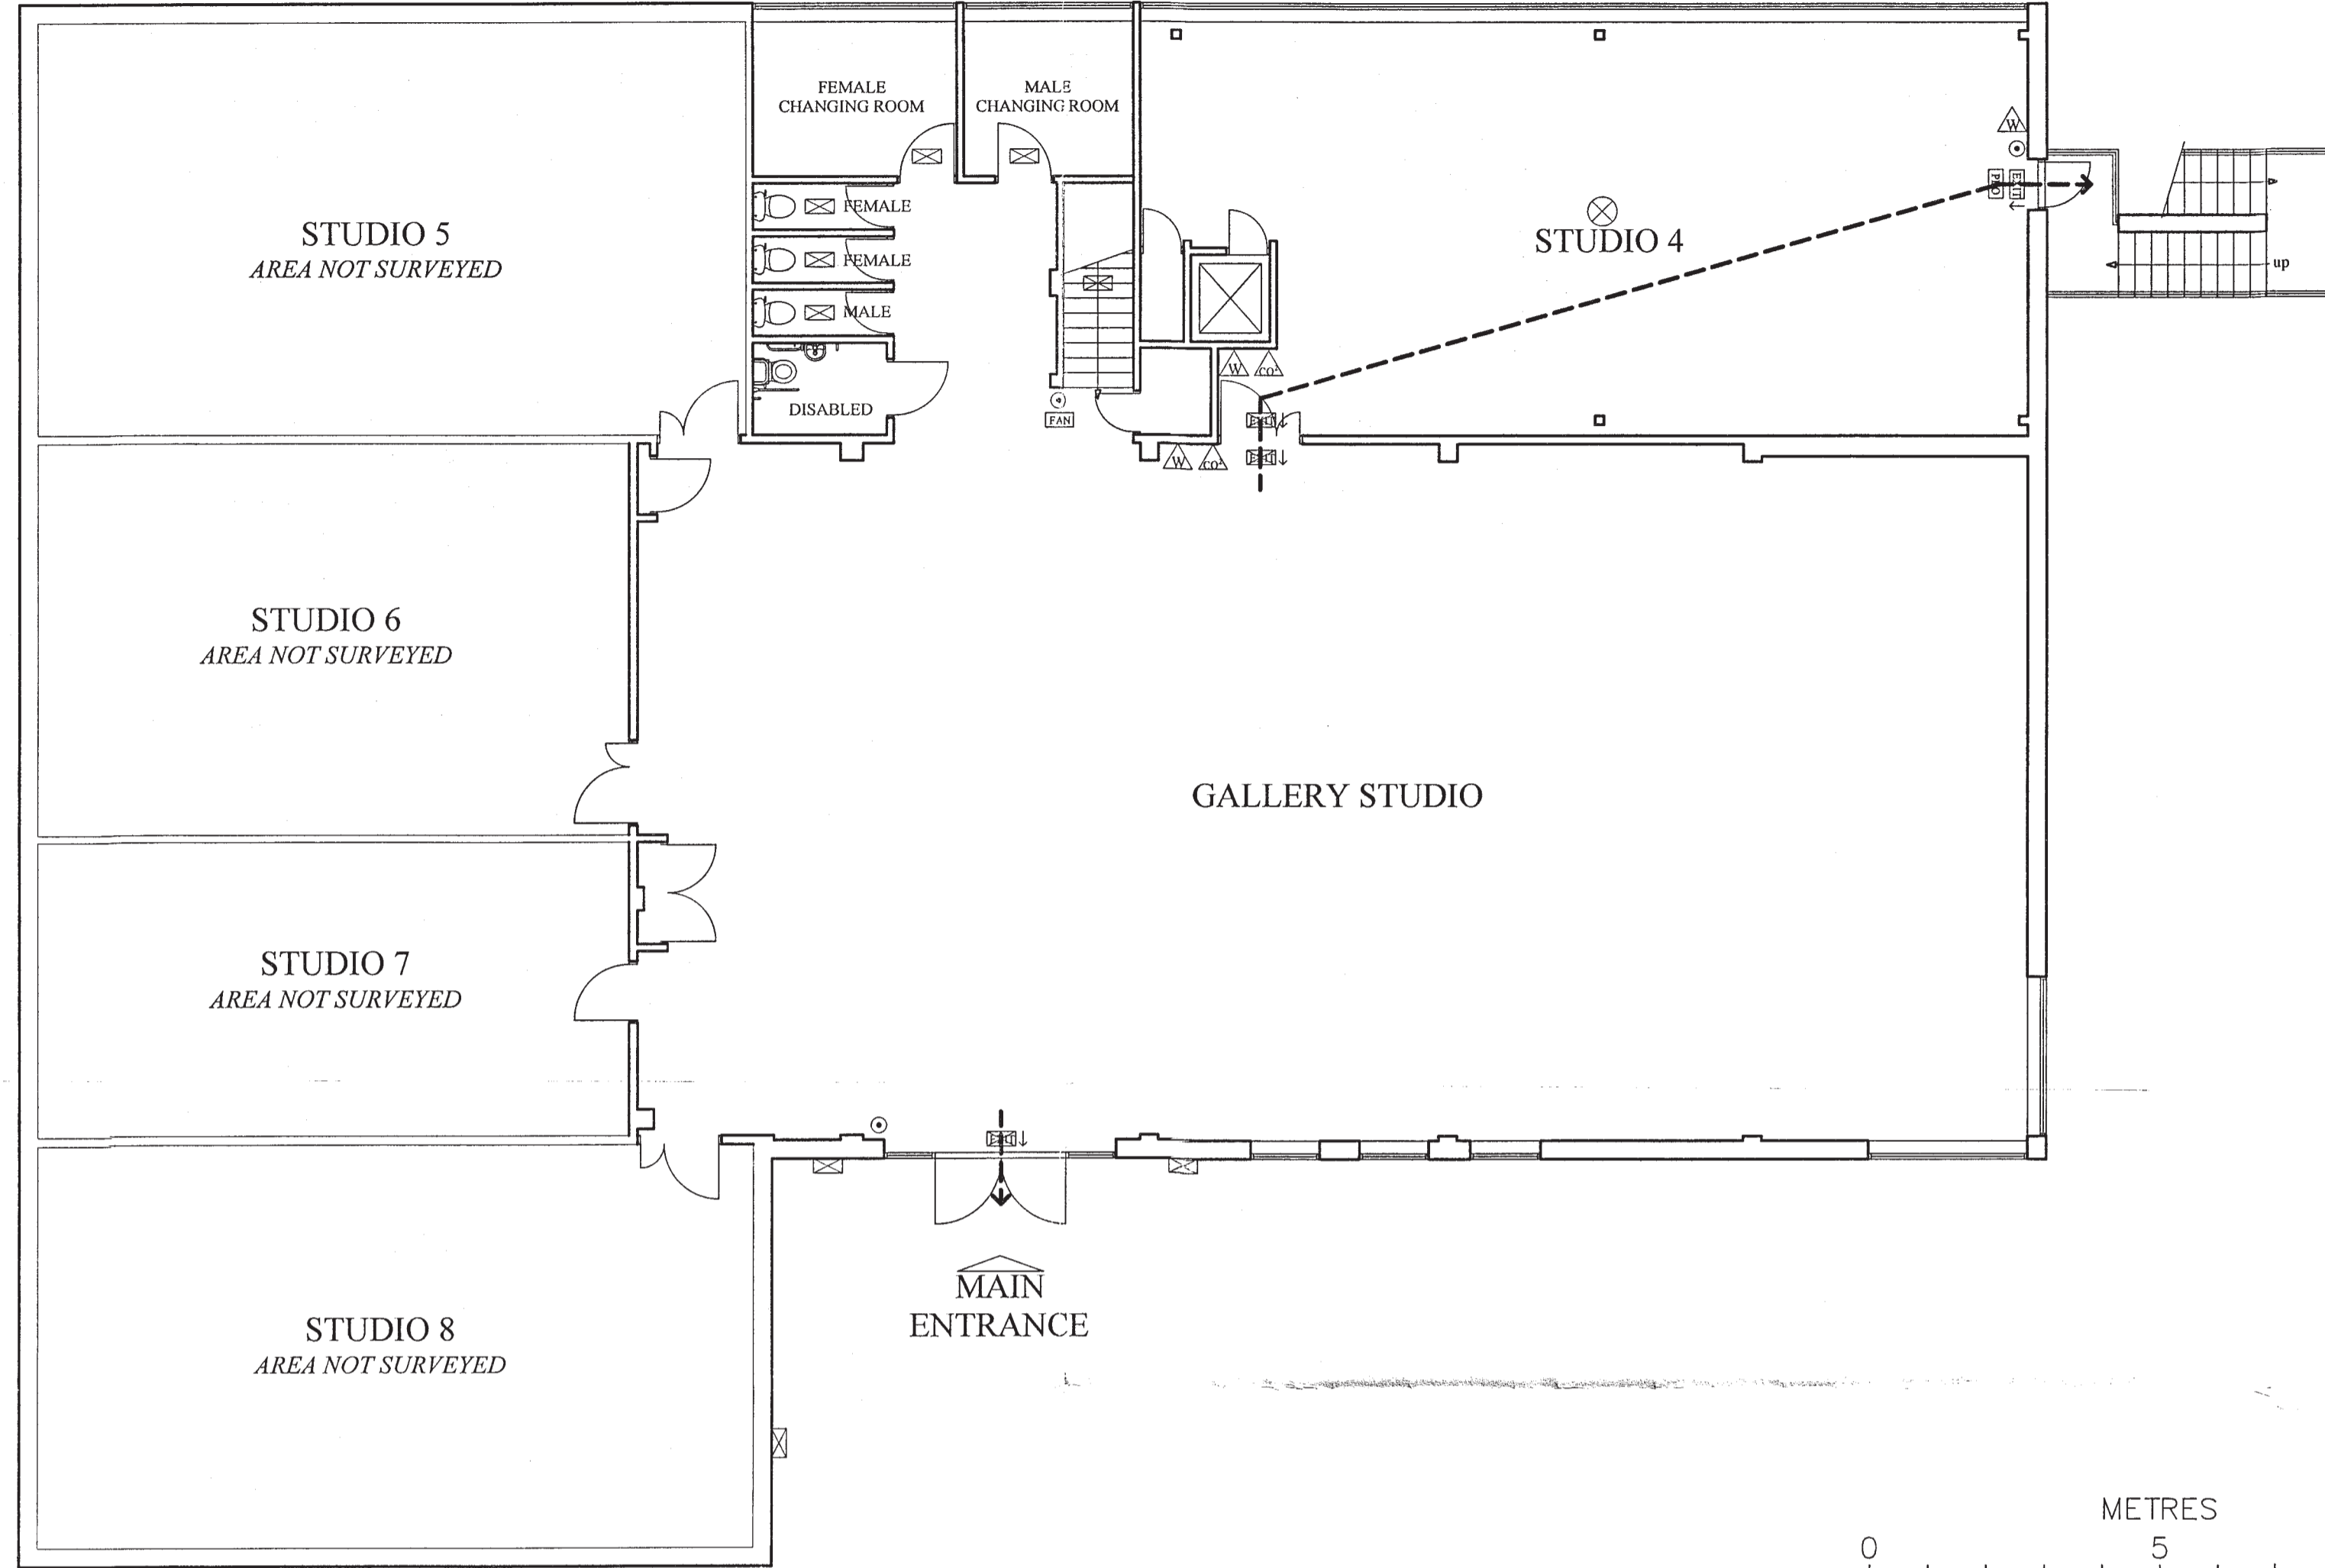 FEMALE
CHANGING ROOM
MALE
CHANGING ROOM
W
FEMALE
EXIT
STUDIO 5
AREA NOT SURVEYED
STUDIO 4
FEMALE
up
MALE
W
CO²
DISABLED
FAN
W
CO²
STUDIO 6
AREA NOT SURVEYED
GALLERY STUDIO
STUDIO 7
AREA NOT SURVEYED
MAIN
ENTRANCE
STUDIO 8
AREA NOT SURVEYED
METRES
0 5